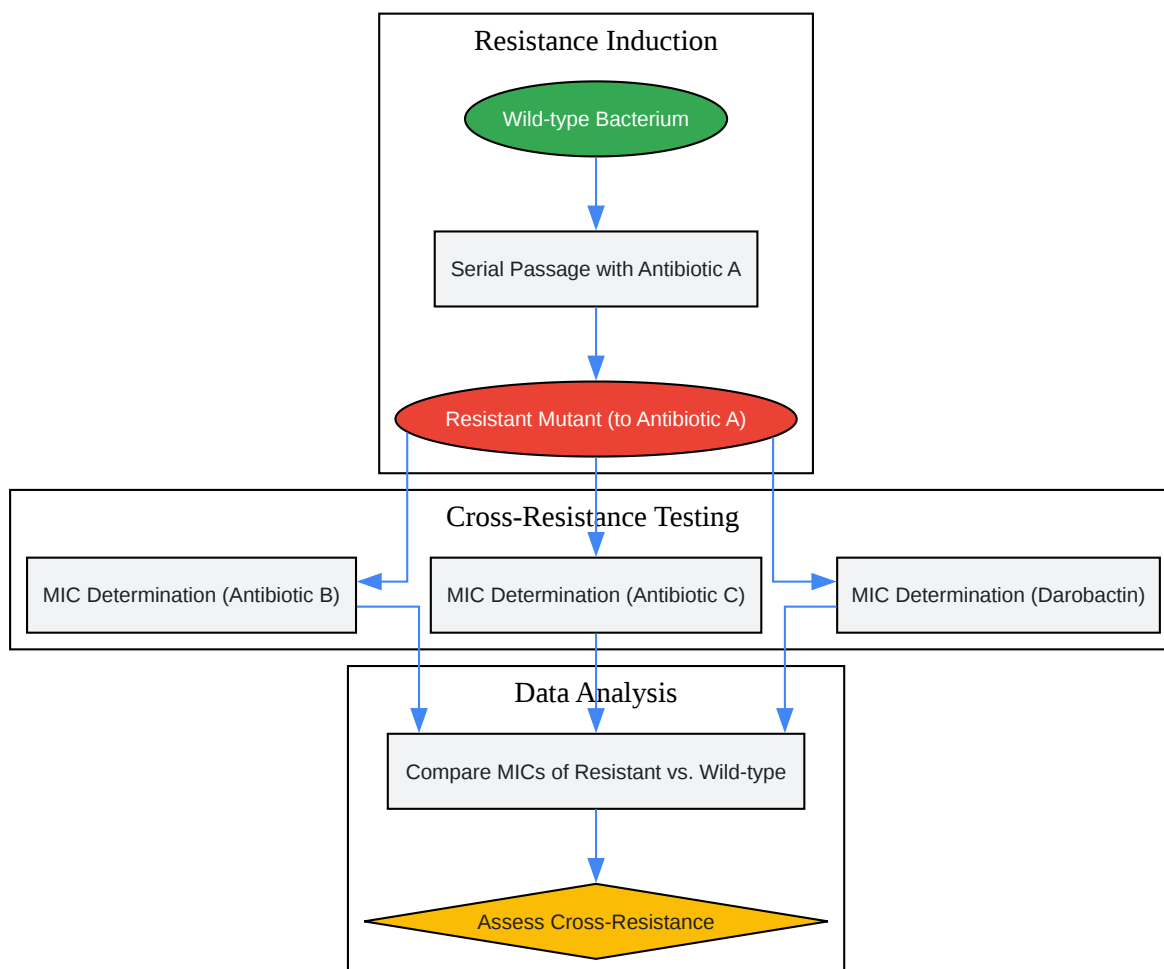 Resistance Induction
Wild-type Bacterium
Serial Passage with Antibiotic A
Resistant Mutant (to Antibiotic A)
Cross-Resistance Testing
MIC Determination (Antibiotic B)
MIC Determination (Antibiotic C)
MIC Determination (Darobactin)
Data Analysis
Compare MICs of Resistant vs. Wild-type
Assess Cross-Resistance